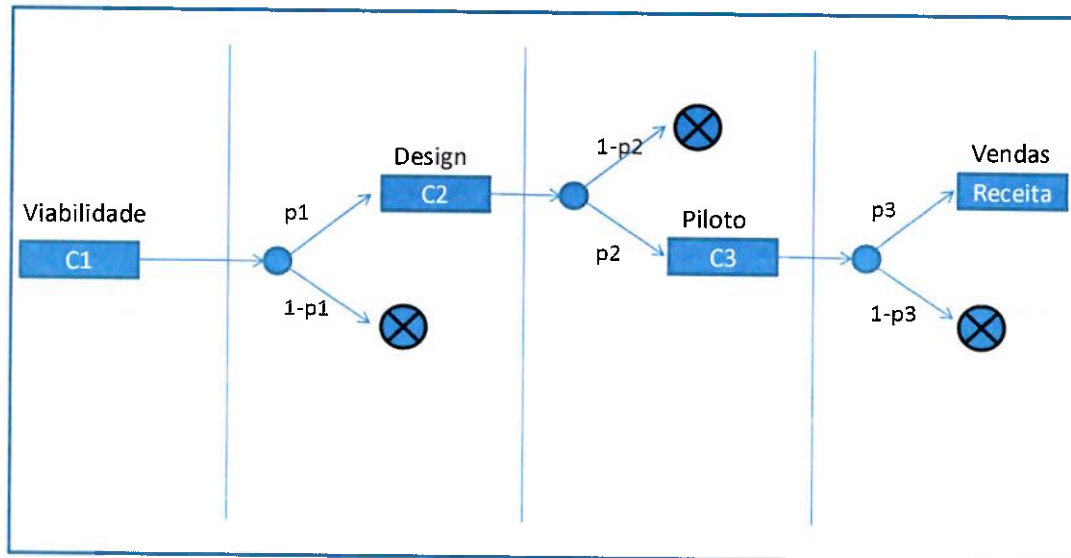 Viabilidade
C1
p1
1-p1
Design
C2
1-p2
p2
Piloto
C3
p3
1-p3
Vendas
Receita